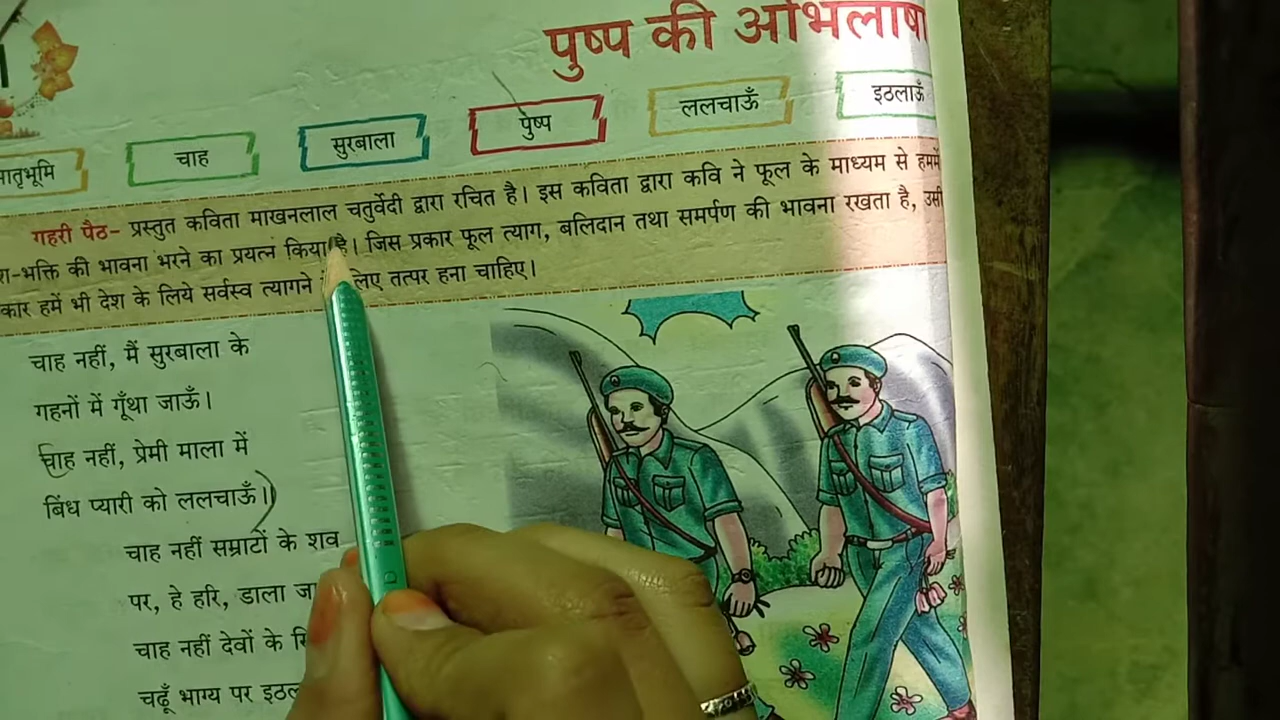 पुष्प की अभिलाषा
मातृभूमि चाह सुरबाला पुष्प ललचाऊँ इठलाऊँ
गहरी पैठ– प्रस्तुत कविता माखनलाल चतुर्वेदी द्वारा रचित है। इस कविता द्वारा कवि ने फूल के माध्यम से हममें
भक्ति की भावना भरने का प्रयत्न किया है। जिस प्रकार फूल त्याग, बलिदान तथा समर्पण की भावना रखता है, उसी
कार हमें भी देश के लिये सर्वस्व त्यागने लिए तत्पर हना चाहिए।
चाह नहीं, मैं सुरबाला के
गहनों में गूँथा जाऊँ।
चाह नहीं, प्रेमी माला में
बिंध प्यारी को ललचाऊँ।
चाह नहीं सम्राटों के शव
पर, हे हरि, डाला
चाह नहीं देवों के
चढूँ भाग्य पर